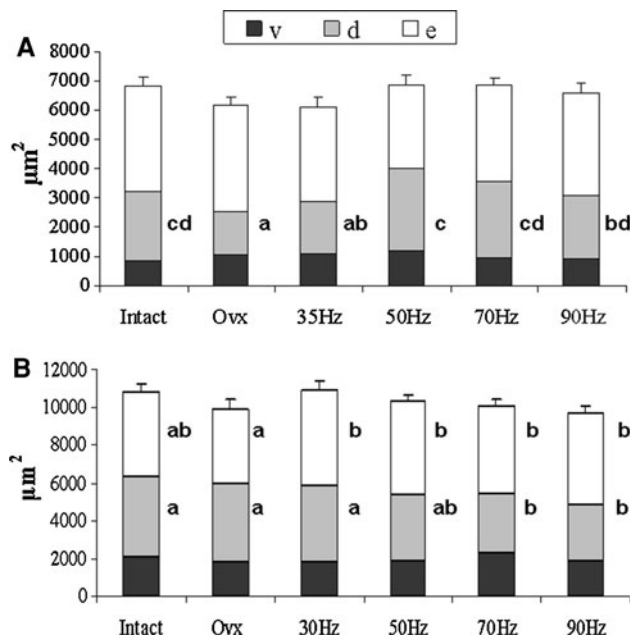 v d e
A
8000
7000
6000
5000
4000
3000
2000
1000
0
µm²
cd a ab c cd bd
Intact Ovx 35Hz 50Hz 70Hz 90Hz
B
12000
10000
8000
6000
4000
2000
0
µm²
ab a b b b b
a a a ab b b
Intact Ovx 30Hz 50Hz 70Hz 90Hz